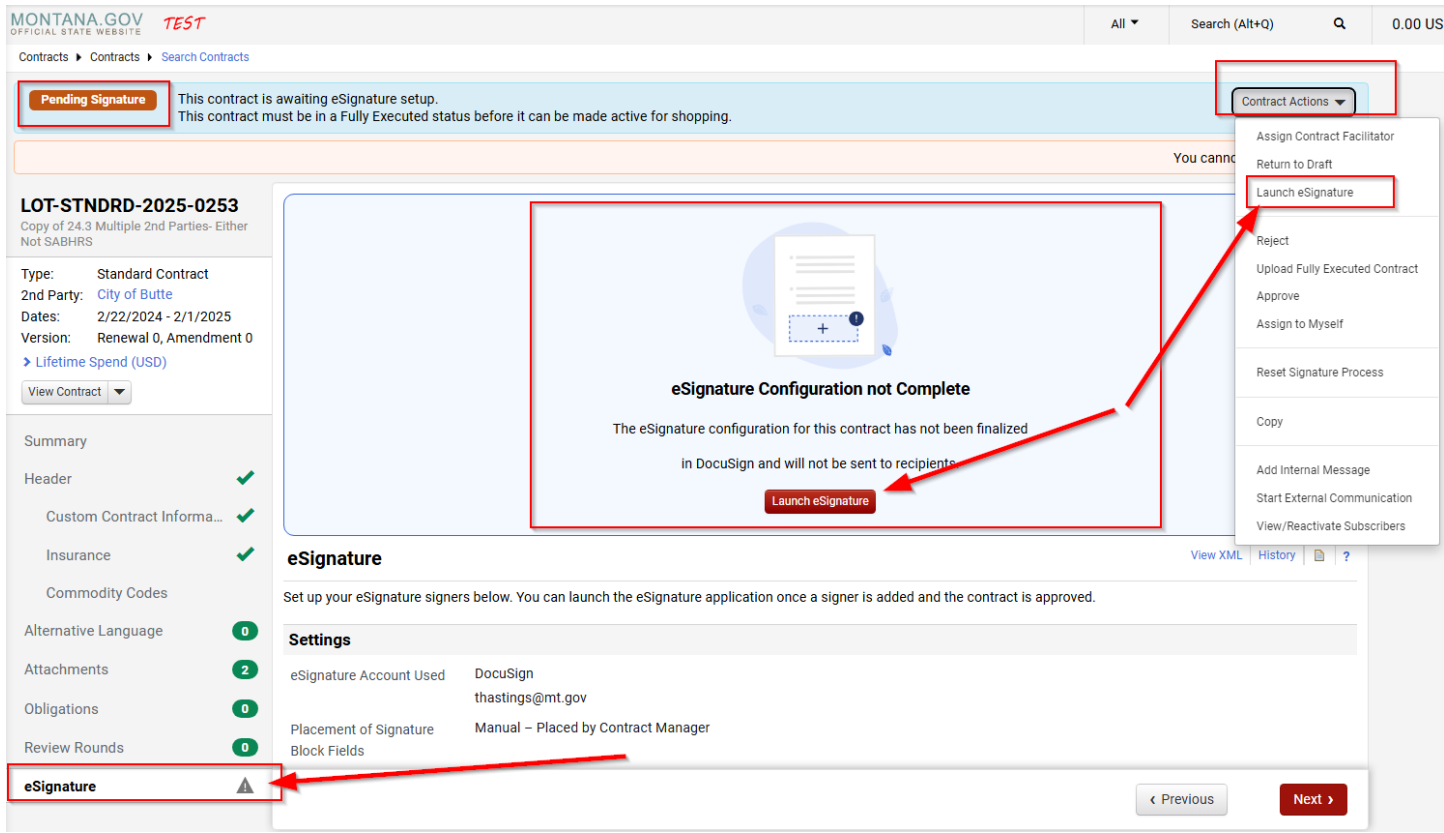 MONTANA.GOV
OFFICIAL STATE WEBSITE
TEST
All
Search (Alt+Q)
0.00 US
Contracts
Contracts
Search Contracts
Pending Signature
This contract is awaiting eSignature setup.
This contract must be in a Fully Executed status before it can be made active for shopping.
Contract Actions
You canno
Assign Contract Facilitator
Return to Draft
Launch eSignature
Reject
Upload Fully Executed Contract
Approve
Assign to Myself
Reset Signature Process
Copy
Add Internal Message
Start External Communication
View/Reactivate Subscribers
LOT-STNDRD-2025-0253
Copy of 24.3 Multiple 2nd Parties- Either
Not SABHRS
Type: Standard Contract
2nd Party: City of Butte
Dates: 2/22/2024 - 2/1/2025
Version: Renewal 0, Amendment 0
Lifetime Spend (USD)
View Contract
Summary
Header
Custom Contract Informa...
Insurance
Commodity Codes
Alternative Language 0
Attachments 2
Obligations 0
Review Rounds 0
eSignature
eSignature Configuration not Complete
The eSignature configuration for this contract has not been finalized
in DocuSign and will not be sent to recipients.
Launch eSignature
eSignature
View XML
History
?
Set up your eSignature signers below. You can launch the eSignature application once a signer is added and the contract is approved.
Settings
eSignature Account Used DocuSign
thastings@mt.gov
Placement of Signature Manual – Placed by Contract Manager
Block Fields
‹ Previous
Next ›